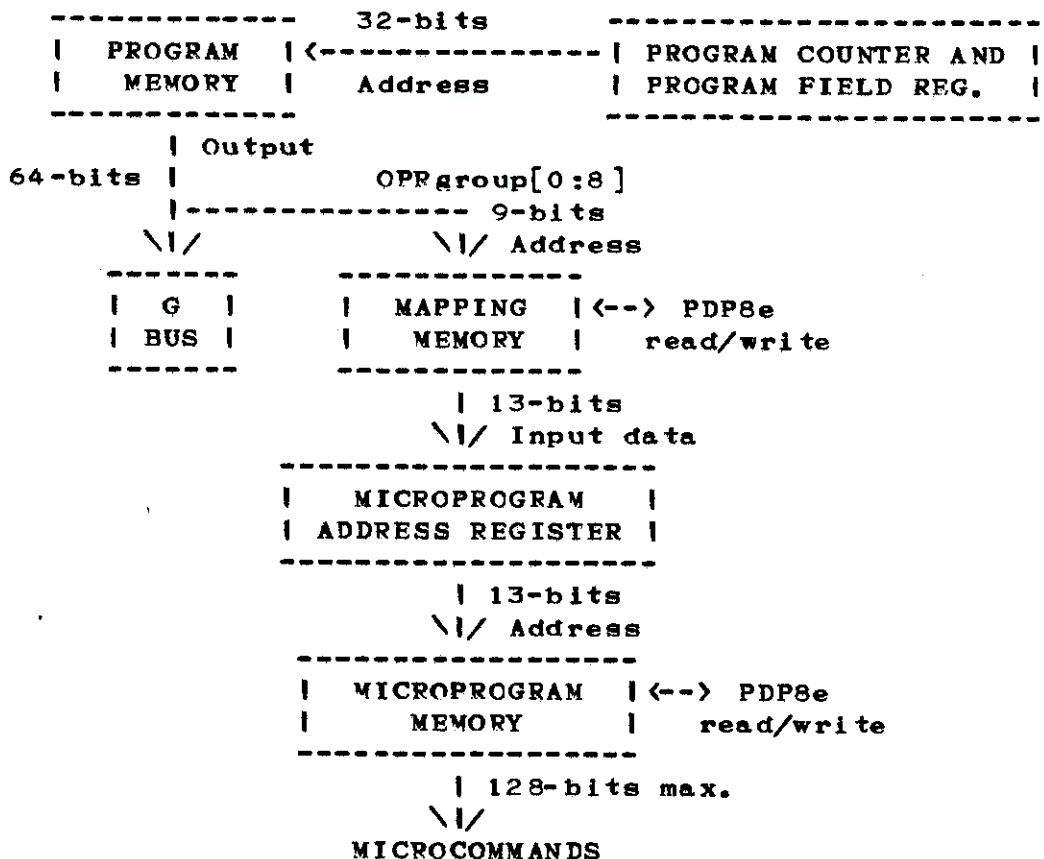 32-bits
PROGRAM <--------------- PROGRAM COUNTER AND
MEMORY Address PROGRAM FIELD REG.
Output
64-bits OPRgroup[0:8]
9-bits
Address
G MAPPING <--> PDP8e
BUS MEMORY read/write
13-bits
Input data
MICROPROGRAM
ADDRESS REGISTER
13-bits
Address
MICROPROGRAM <--> PDP8e
MEMORY read/write
128-bits max.
MICROCOMMANDS